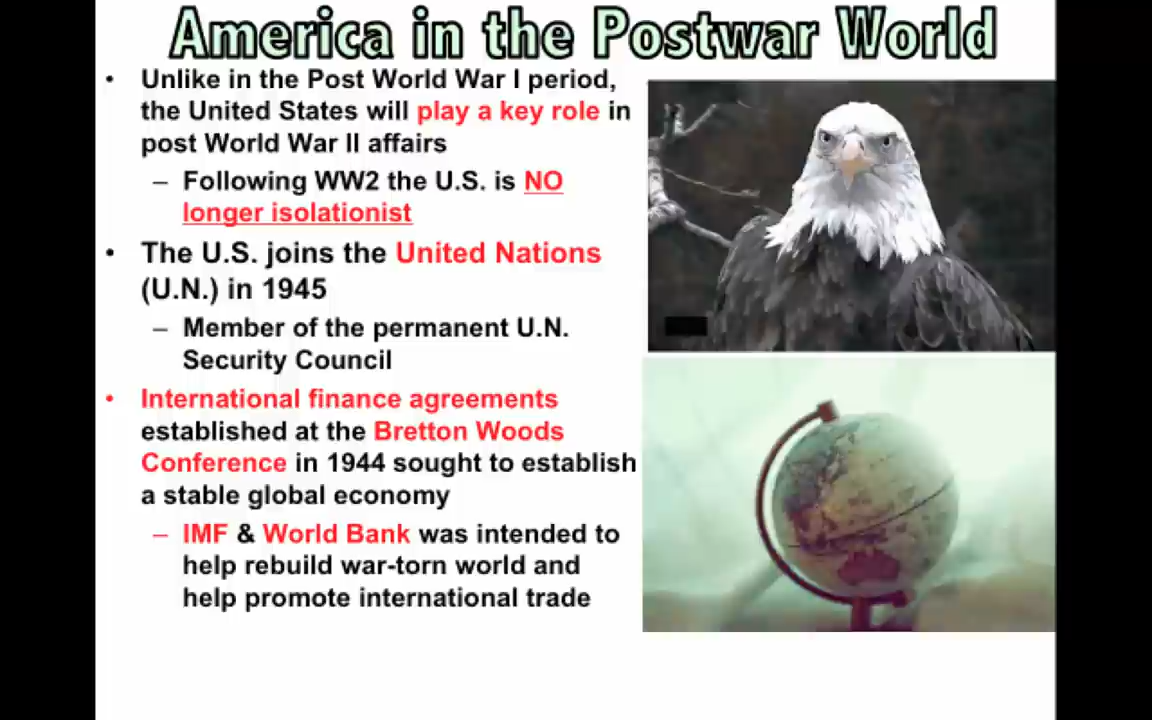 America in the Postwar World
• Unlike in the Post World War I period,
the United States will play a key role in
post World War II affairs
– Following WW2 the U.S. is NO
longer isolationist
• The U.S. joins the United Nations
(U.N.) in 1945
– Member of the permanent U.N.
Security Council
• International finance agreements
established at the Bretton Woods
Conference in 1944 sought to establish
a stable global economy
– IMF & World Bank was intended to
help rebuild war-torn world and
help promote international trade